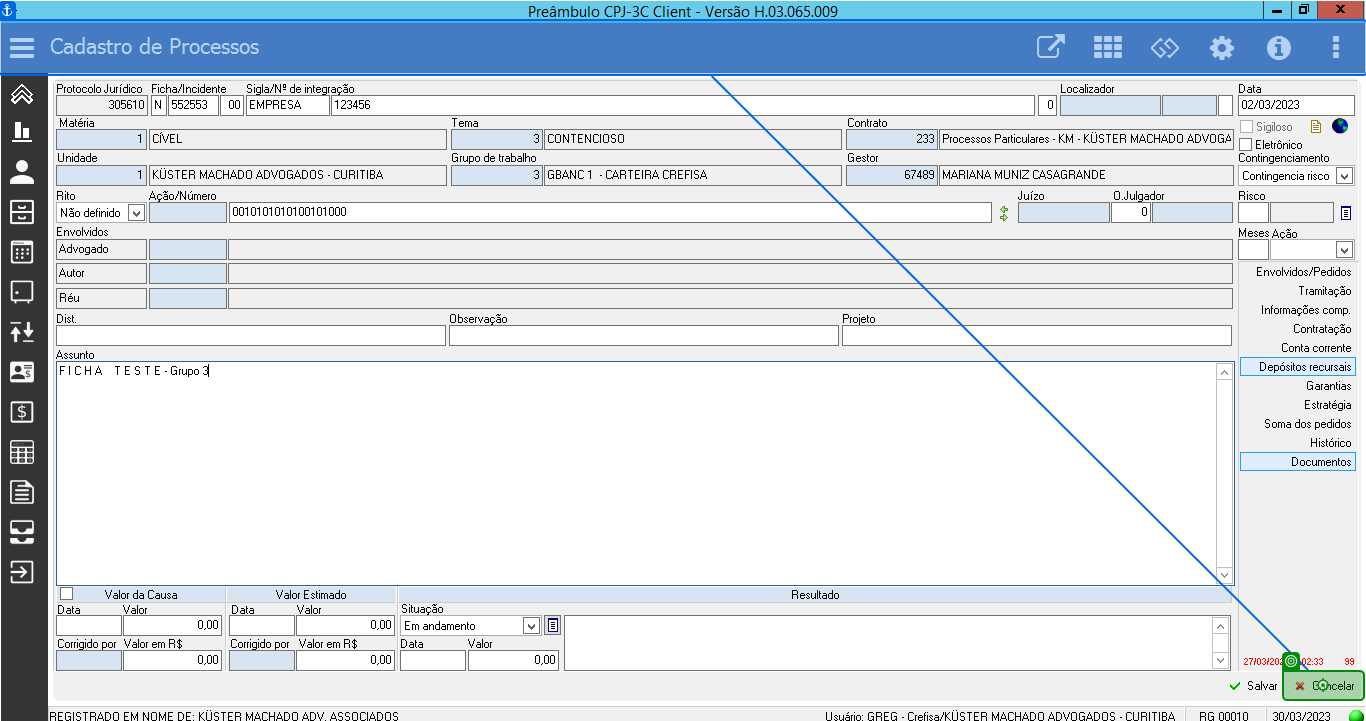 Preâmbulo CPJ-3C Client - Versão H.03.065.009
Cadastro de Processos
Protocolo Jurídico Ficha/Incidente Sigla/Nº de integração Localizador Data
305610 N 552553 00 EMPRESA 123456 0 02/03/2023
Matéria Tema Contrato Sigiloso
1 CÍVEL 3 CONTENCIOSO 233 Processos Particulares - KM - KÜSTER MACHADO ADVOGA Eletrônico
Unidade Grupo de trabalho Gestor Contingenciamento
1 KÜSTER MACHADO ADVOGADOS - CURITIBA 3 GBANC 1 - CARTEIRA CREFISA 67489 MARIANA MUNIZ CASAGRANDE Contingencia risco
Rito Ação/Número Juízo O.Julgador Risco
Não definido 0010101010100101000 0
Envolvidos Meses Ação
Advogado
Autor
Réu
Envolvidos/Pedidos
Tramitação
Informações comp.
Contratação
Conta corrente
Depósitos recursais
Garantias
Estratégia
Soma dos pedidos
Histórico
Documentos
Dist. Observação Projeto
Assunto
F I C H A T E S T E - Grupo 3
Valor da Causa Valor Estimado Resultado
Data Valor Data Valor Situação
0,00 0,00 Em andamento
Corrigido por Valor em R$ Corrigido por Valor em R$ Data Valor
0,00 0,00 0,00
27/03/20 02:33 99
Salvar Cancelar
REGISTRADO EM NOME DE: KÜSTER MACHADO ADV. ASSOCIADOS Usuário: GREG - Crefisa/KÜSTER MACHADO ADVOGADOS - CURITIBA RG 00010 30/03/2023